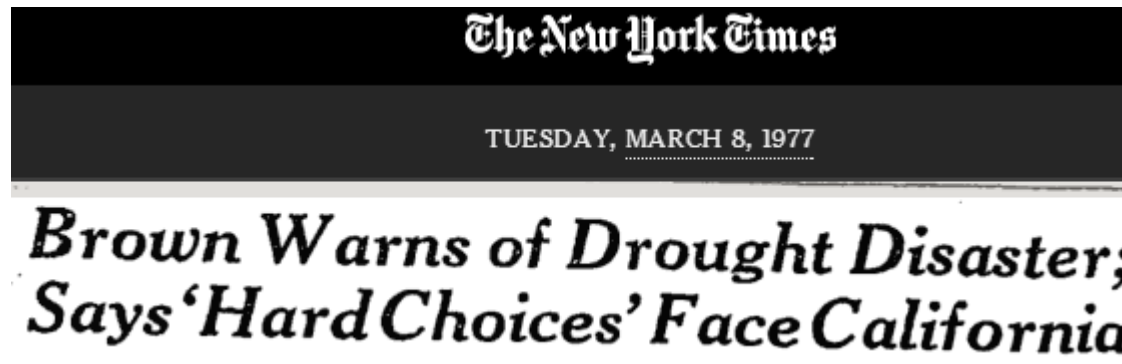 The New York Times
TUESDAY, MARCH 8, 1977
Brown Warns of Drought Disaster;
Says ‘Hard Choices’ Face California